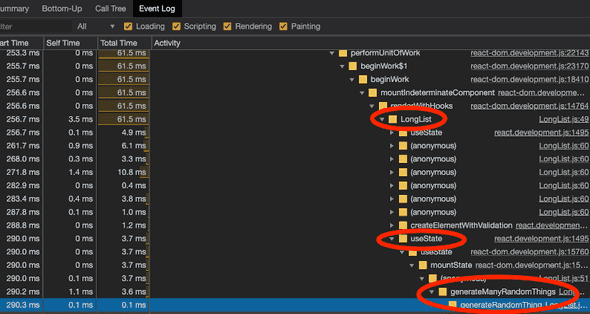 ummary Bottom-Up Call Tree Event Log
ilter All Loading Scripting Rendering Painting
art Time Self Time Total Time Activity
253.3 ms 0 ms 61.5 ms performUnitOfWork react-dom.development.js:22143
255.7 ms 0 ms 61.5 ms beginWork$1 react-dom.development.js:23170
255.7 ms 0 ms 61.5 ms beginWork react-dom.development.js:18410
256.6 ms 0 ms 61.5 ms mountIndeterminateComponent react-dom.developme...
256.6 ms 0 ms 61.5 ms renderWithHooks react-dom.development.js:14764
256.7 ms 3.5 ms 61.5 ms LongList LongList.js:49
256.7 ms 0.1 ms 4.9 ms useState react.development.js:1495
261.7 ms 0.9 ms 6.1 ms (anonymous) LongList.js:60
268.0 ms 0.3 ms 3.3 ms (anonymous) LongList.js:60
271.8 ms 1.4 ms 10.8 ms (anonymous) LongList.js:60
282.9 ms 0 ms 0.4 ms (anonymous) LongList.js:60
283.4 ms 0.4 ms 3.8 ms (anonymous) LongList.js:60
287.8 ms 0.1 ms 1.0 ms (anonymous) LongList.js:60
288.8 ms 0 ms 1.2 ms createElementWithValidation react.development.js
290.0 ms 0 ms 3.7 ms useState react.development.js:1495
290.0 ms 0 ms 3.7 ms useState react-dom.development.js:15760
290.0 ms 0 ms 3.7 ms mountState react-dom.development.js:15...
290.0 ms 0.1 ms 3.7 ms (anonymous) LongList.js:51
290.2 ms 1.1 ms 3.6 ms generateManyRandomThings Long...
290.3 ms 0.1 ms 0.1 ms generateRandomThing LongList.j...